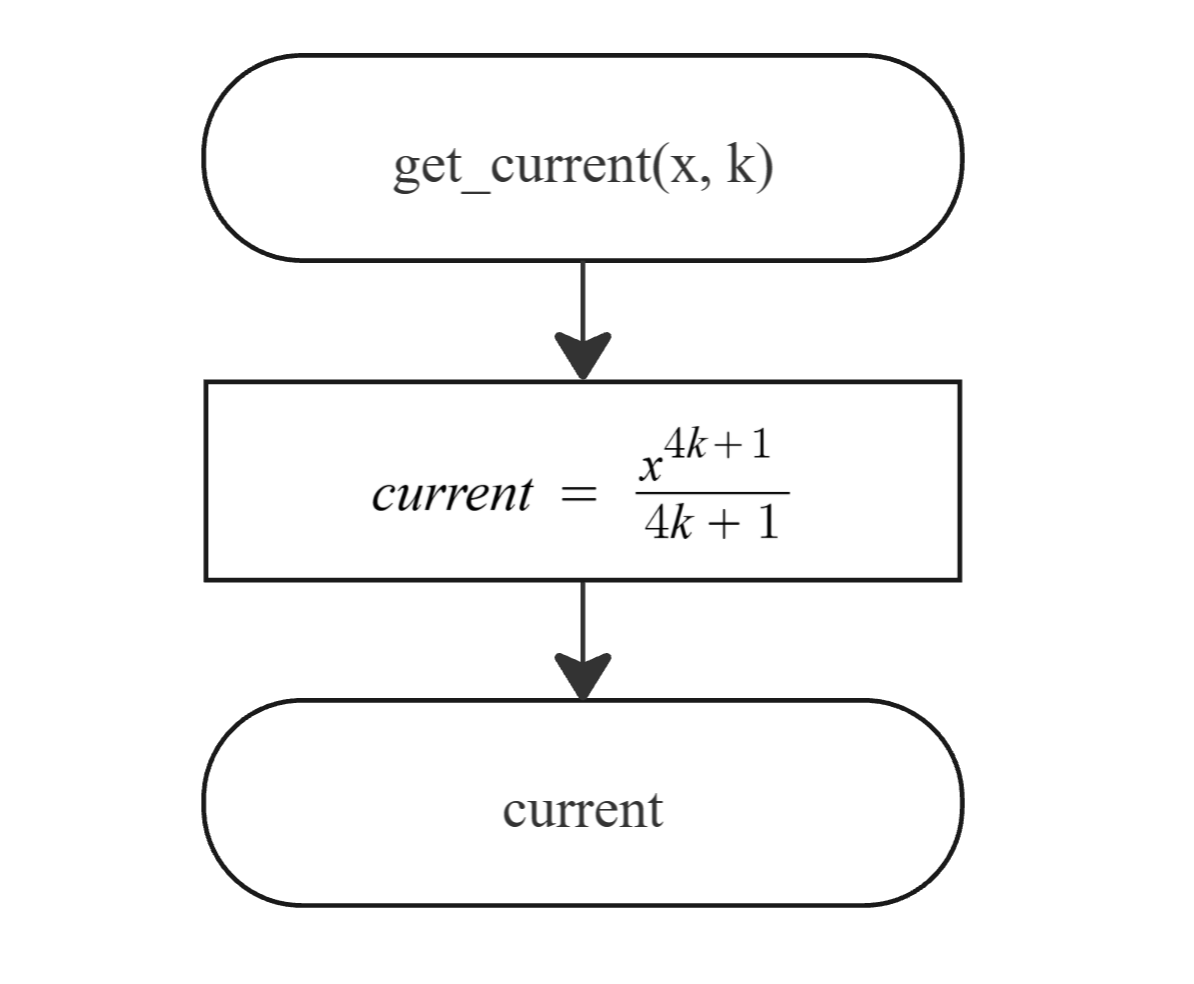 get_current(x, k)
current = x^{4k+1} / 4k + 1
current